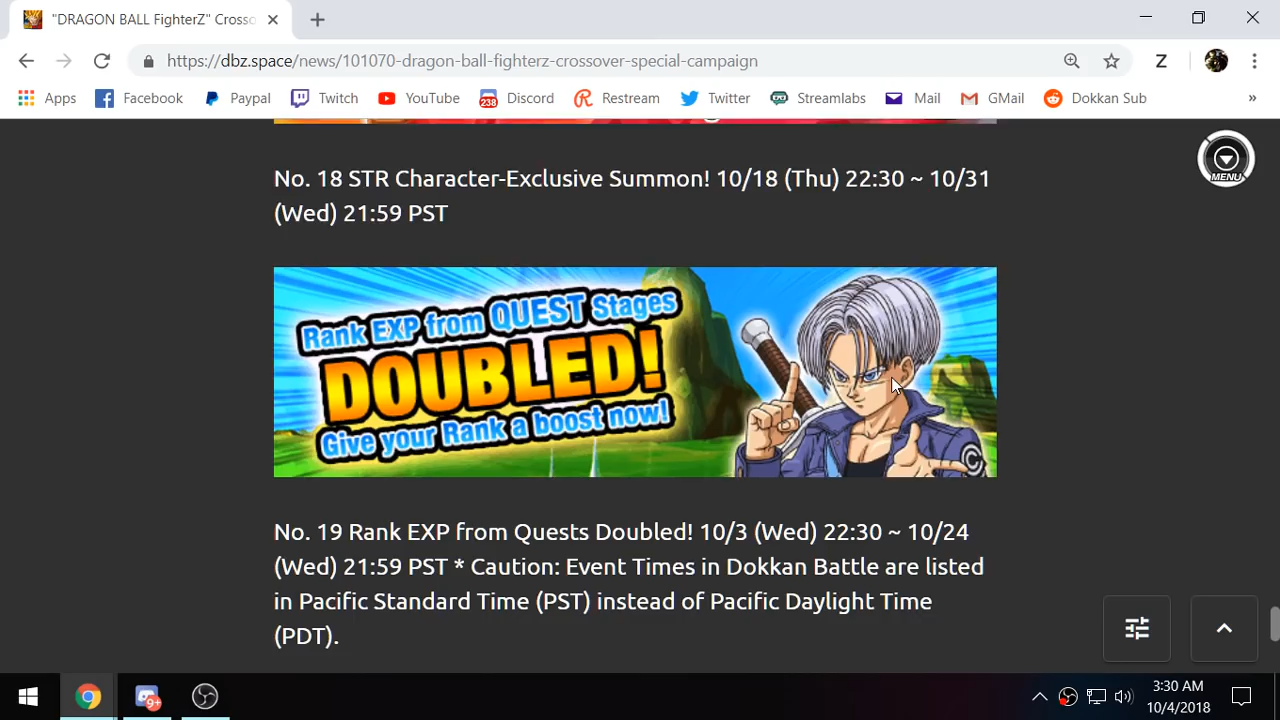 "DRAGON BALL FighterZ" Crosso
https://dbz.space/news/101070-dragon-ball-fighterz-crossover-special-campaign
Z
Apps Facebook Paypal Twitch YouTube 238 Discord Restream Twitter Streamlabs Mail GMail Dokkan Sub »
MENU
No. 18 STR Character-Exclusive Summon! 10/18 (Thu) 22:30 ~ 10/31
(Wed) 21:59 PST
Rank EXP from QUEST Stages
DOUBLED!
Give your Rank a boost now!
No. 19 Rank EXP from Quests Doubled! 10/3 (Wed) 22:30 ~ 10/24
(Wed) 21:59 PST * Caution: Event Times in Dokkan Battle are listed
in Pacific Standard Time (PST) instead of Pacific Daylight Time
(PDT).
9+
3:30 AM
10/4/2018